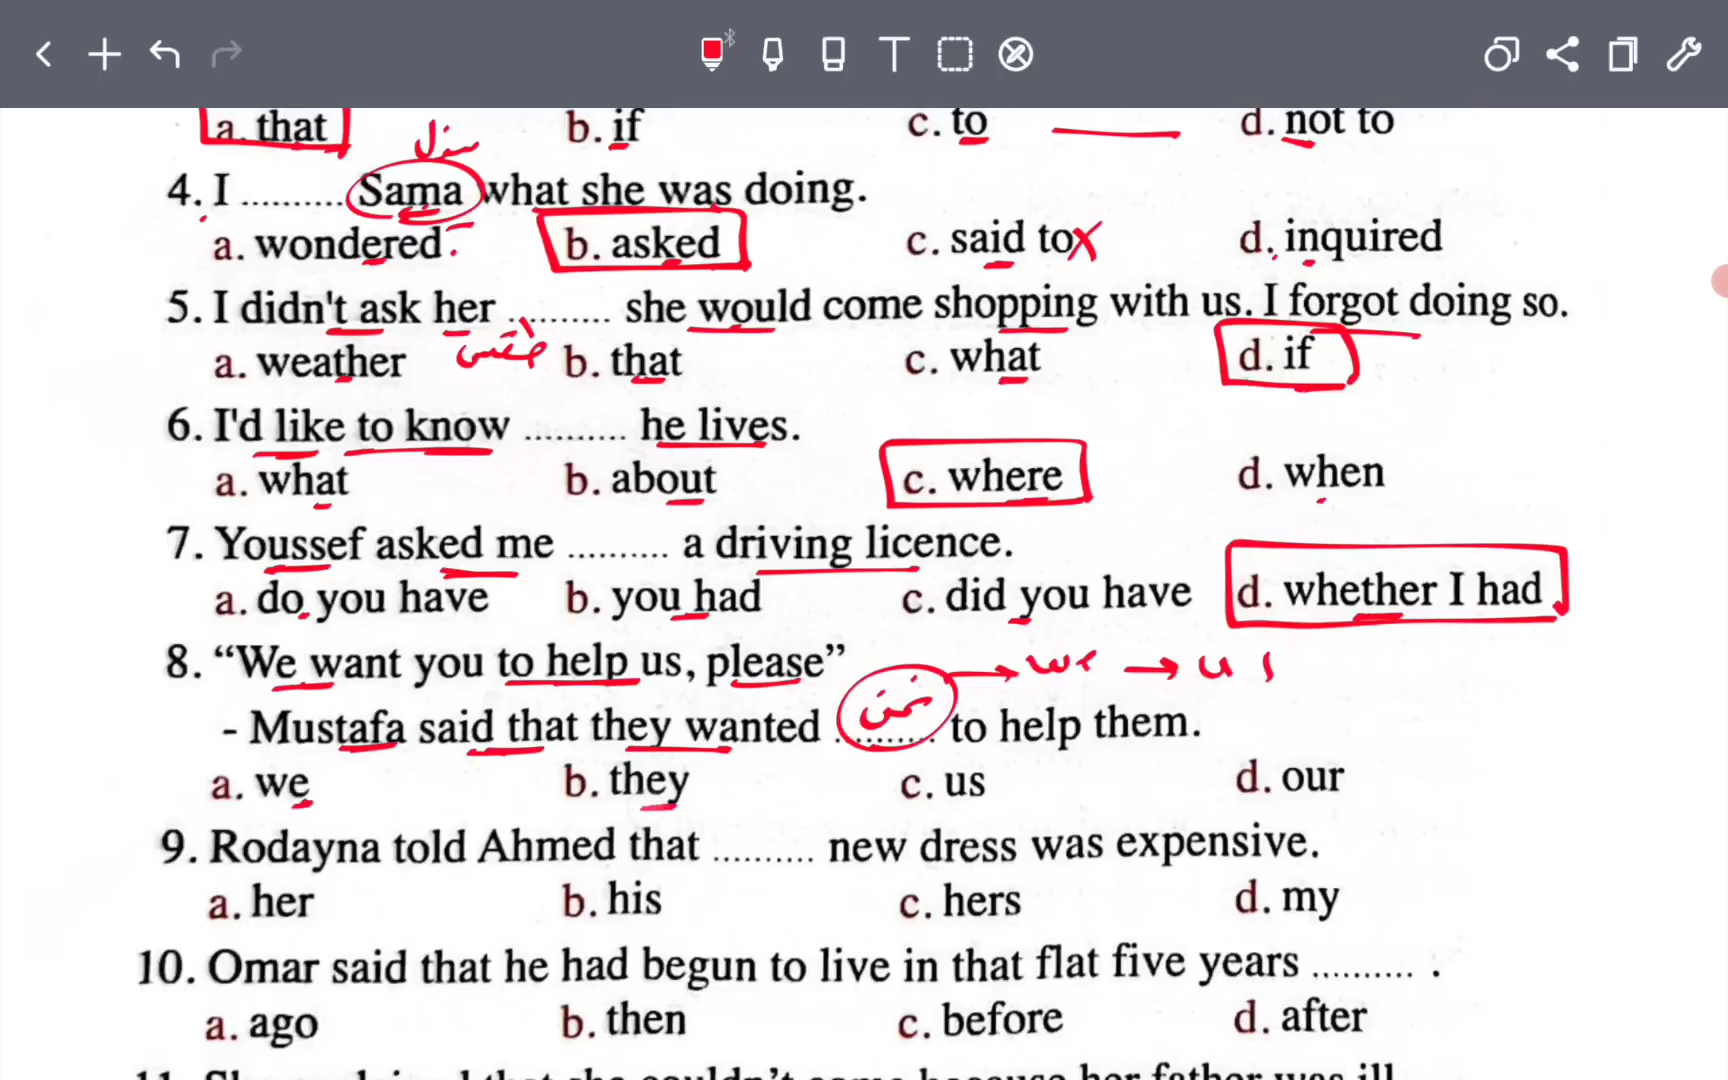 a. that b. if c. to d. not to
4. I .......... Sama what she was doing.
a. wondered b. asked c. said to x d. inquired
5. I didn't ask her .......... she would come shopping with us. I forgot doing so.
a. weather b. that c. what d. if
6. I'd like to know .......... he lives.
a. what b. about c. where d. when
7. Youssef asked me .......... a driving licence.
a. do you have b. you had c. did you have d. whether I had
8. “We want you to help us, please” نحن → we → us
- Mustafa said that they wanted .......... to help them.
a. we b. they c. us d. our
9. Rodayna told Ahmed that .......... new dress was expensive.
a. her b. his c. hers d. my
10. Omar said that he had begun to live in that flat five years .......... .
a. ago b. then c. before d. after